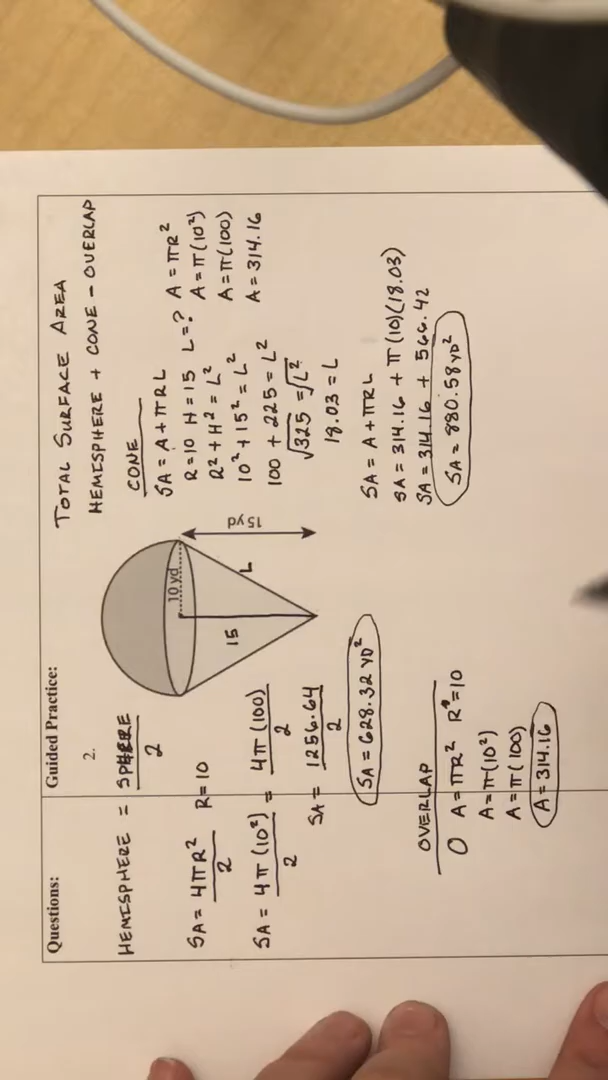 Questions:
Guided Practice:
TOTAL SURFACE AREA
HEMISPHERE + CONE - OVERLAP
2.
HEMISPHERE = SPHERE
2
SA = 4πR²
2
R=10
SA = 4π(10²) = 4π(100)
2
2
SA = 1256.64
2
SA = 628.32 YD²
10 yd
15
L
15yd
CONE
SA = A + πRL
R=10 H=15 L=?
R² + H² = L²
10² + 15² = L²
100 + 225 = L²
√325 = √L²
18.03 = L
A = πR²
A = π(10²)
A = π(100)
A = 314.16
SA = A + πRL
SA = 314.16 + π(10)(18.03)
SA = 314.16 + 566.42
SA = 880.58 YD²
OVERLAP
O A = πR² R=10
A = π(10²)
A = π(100)
A = 314.16